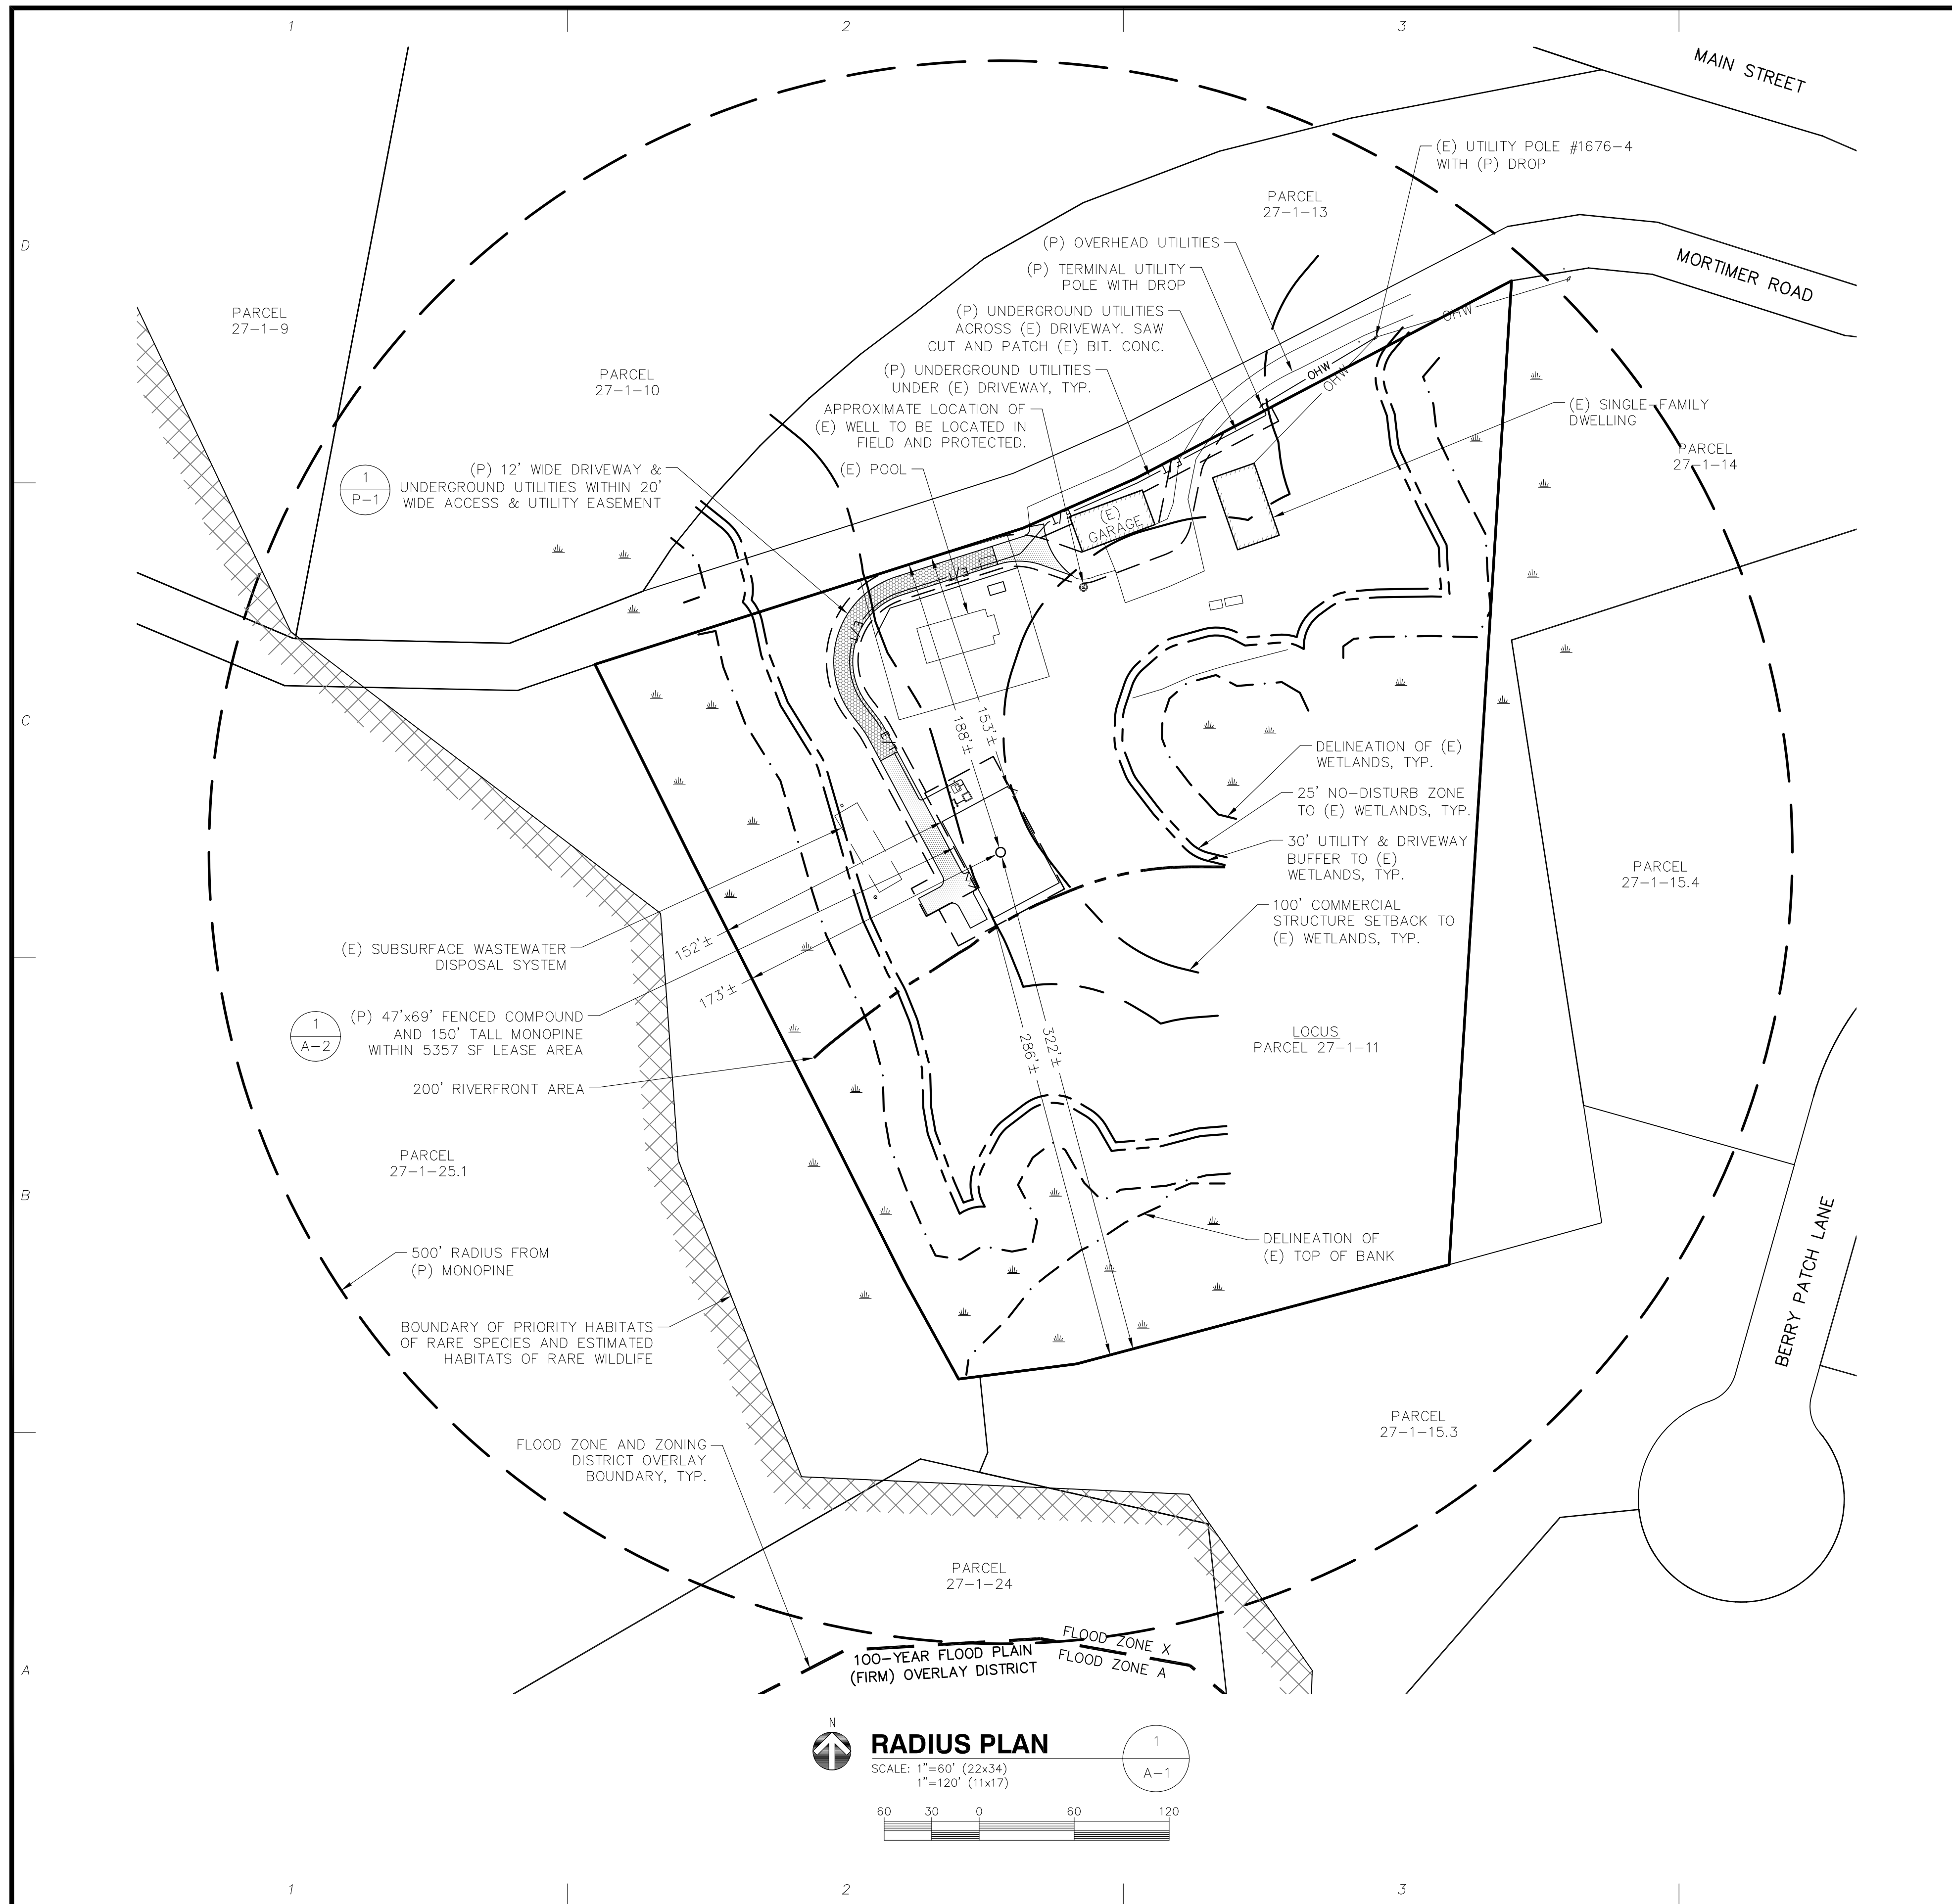 1
2
3
MAIN STREET
(E) UTILITY POLE #1676-4
WITH (P) DROP
PARCEL
27-1-13
D
(P) OVERHEAD UTILITIES
MORTIMER ROAD
(P) TERMINAL UTILITY
POLE WITH DROP
PARCEL
27-1-9
(P) UNDERGROUND UTILITIES
ACROSS (E) DRIVEWAY. SAW
CUT AND PATCH (E) BIT. CONC.
OHW
OHW
OHW
PARCEL
27-1-10
(P) UNDERGROUND UTILITIES
UNDER (E) DRIVEWAY, TYP.
APPROXIMATE LOCATION OF
(E) WELL TO BE LOCATED IN
FIELD AND PROTECTED.
(E) SINGLE-FAMILY
DWELLING
PARCEL
27-1-14
(E) POOL
1
P-1
(P) 12' WIDE DRIVEWAY &
UNDERGROUND UTILITIES WITHIN 20'
WIDE ACCESS & UTILITY EASEMENT
E/T
E/T
(E)
GARAGE
E/T
E/T
E/T
C
153'±
188'±
DELINEATION OF (E)
WETLANDS, TYP.
25' NO-DISTURB ZONE
TO (E) WETLANDS, TYP.
30' UTILITY & DRIVEWAY
BUFFER TO (E)
WETLANDS, TYP.
PARCEL
27-1-15.4
100' COMMERCIAL
STRUCTURE SETBACK TO
(E) WETLANDS, TYP.
(E) SUBSURFACE WASTEWATER
DISPOSAL SYSTEM
152'±
173'±
1
A-2
(P) 47'x69' FENCED COMPOUND
AND 150' TALL MONOPINE
WITHIN 5357 SF LEASE AREA
322'±
286'±
LOCUS
PARCEL 27-1-11
200' RIVERFRONT AREA
PARCEL
27-1-25.1
B
BERRY PATCH LANE
500' RADIUS FROM
(P) MONOPINE
DELINEATION OF
(E) TOP OF BANK
BOUNDARY OF PRIORITY HABITATS
OF RARE SPECIES AND ESTIMATED
HABITATS OF RARE WILDLIFE
PARCEL
27-1-15.3
FLOOD ZONE AND ZONING
DISTRICT OVERLAY
BOUNDARY, TYP.
PARCEL
27-1-24
A
FLOOD ZONE X
FLOOD ZONE A
100-YEAR FLOOD PLAIN
(FIRM) OVERLAY DISTRICT
N
RADIUS PLAN
SCALE: 1"=60' (22x34)
1"=120' (11x17)
1
A-1
60 30 0 60 120
1
2
3